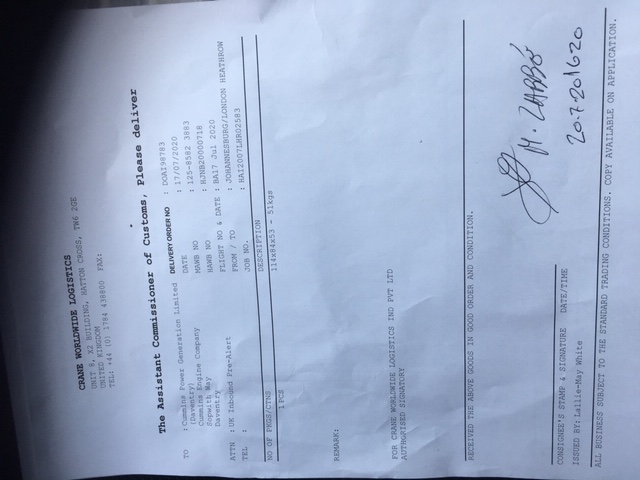 CRANE WORLDWIDE LOGISTICS
UNIT 8, X2 BUILDING, HATTON CROSS, TW6 2GE
UNITED KINGDOM
TEL: +44 (0) 1784 438800 FAX:
The Assistant Commissioner of Customs, Please deliver
TO : Cummins Power Generation Limited
(Daventry)
Cummins Engine Company
Sopwith Way
Daventry
ATTN : UK Inbound Pre-Alert
TEL :
DELIVERY ORDER NO : DOAI98783
DATE : 17/07/2020
MAWB NO : 125-8582 3883
HAWB NO : HJNB20000718
FLIGHT NO & DATE : BA17 Jul 2020
FROM / TO : JOHANNESBURG/LONDON HEATHROW
JOB NO. : HAI2007LHR02583
NO OF PKGS/CTNS DESCRIPTION
1 PCS 114x84x53 - 51kgs
REMARK:
FOR CRANE WORLDWIDE LOGISTICS IND PVT LTD
AUTHORISED SIGNATORY
RECEIVED THE ABOVE GOODS IN GOOD ORDER AND CONDITION.
M. ZARBÓ
20.7.201620
CONSIGNEE'S STAMP & SIGNATURE DATE/TIME
ISSUED BY: Lallie-May White
ALL BUSINESS SUBJECT TO THE STANDARD TRADING CONDITIONS. COPY AVAILABLE ON APPLICATION.